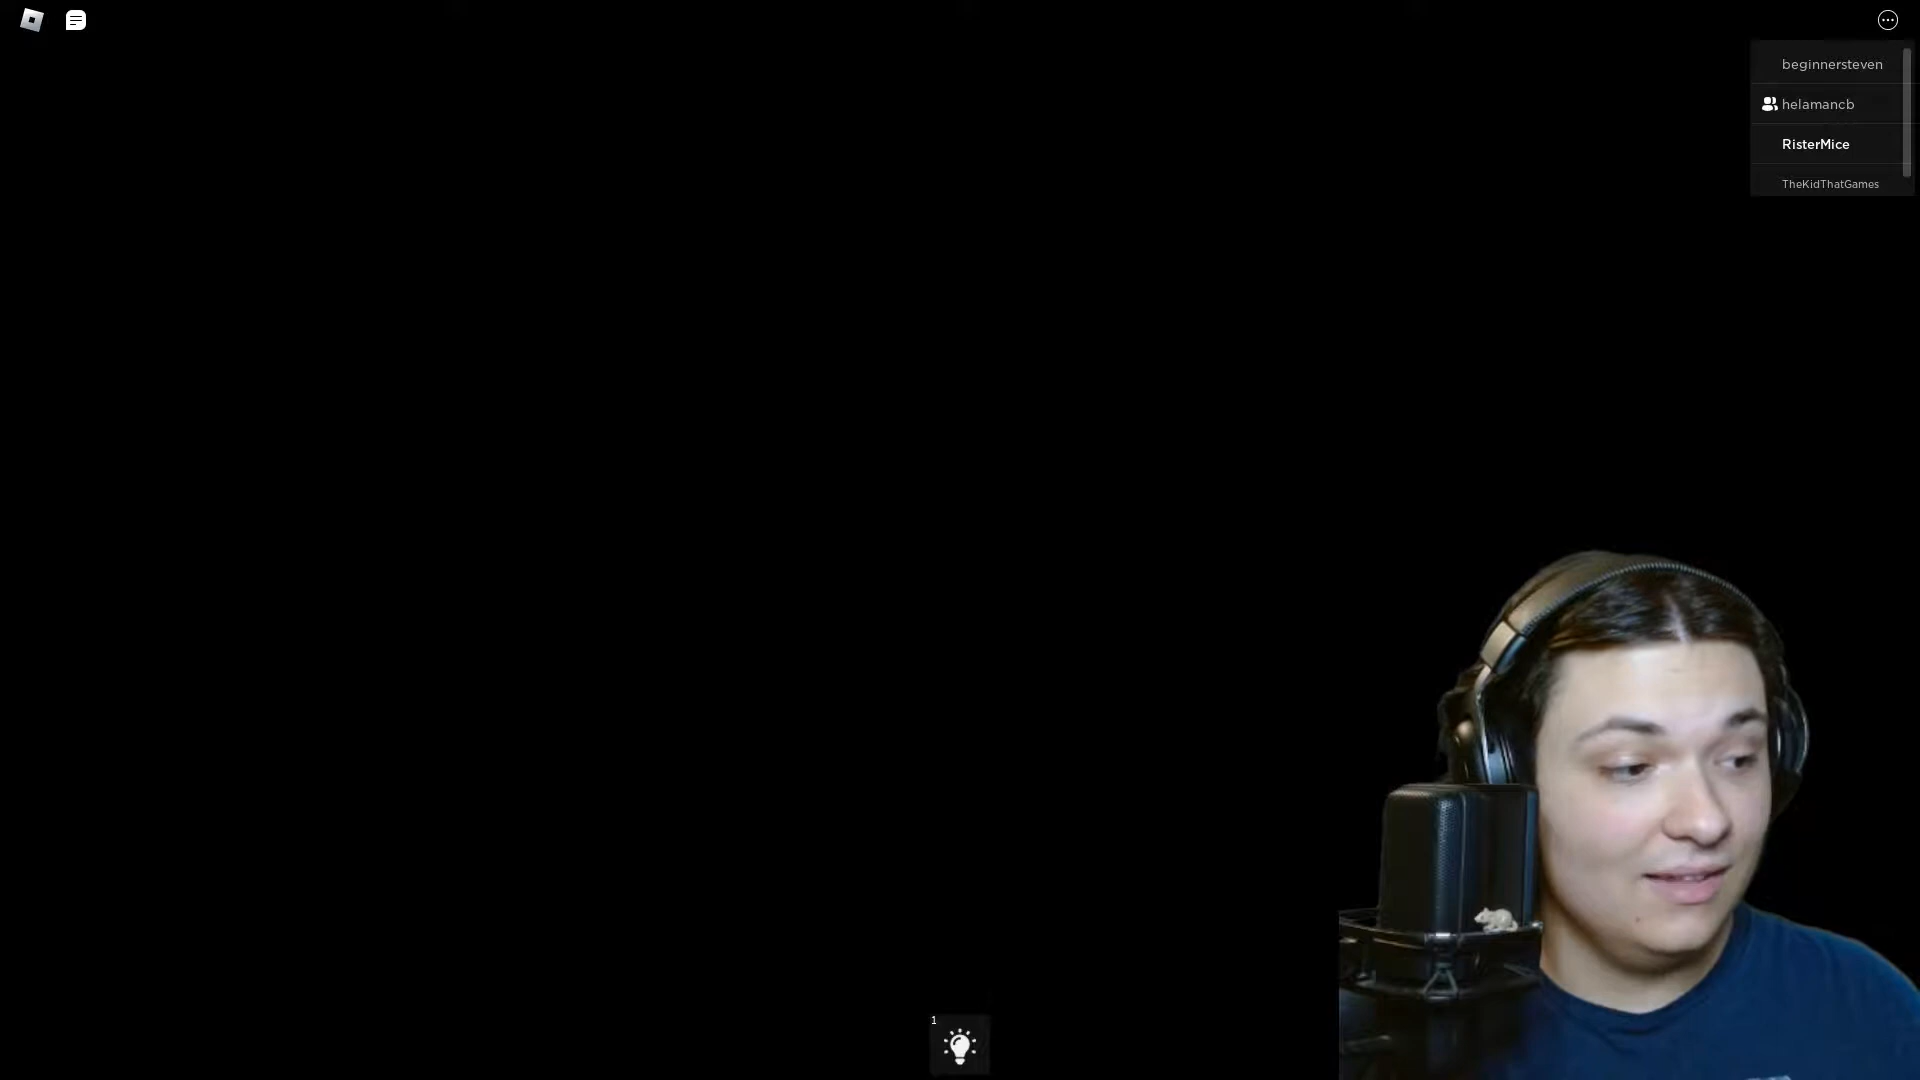 beginnersteven
helamancb
RisterMice
TheKidThatGames
1